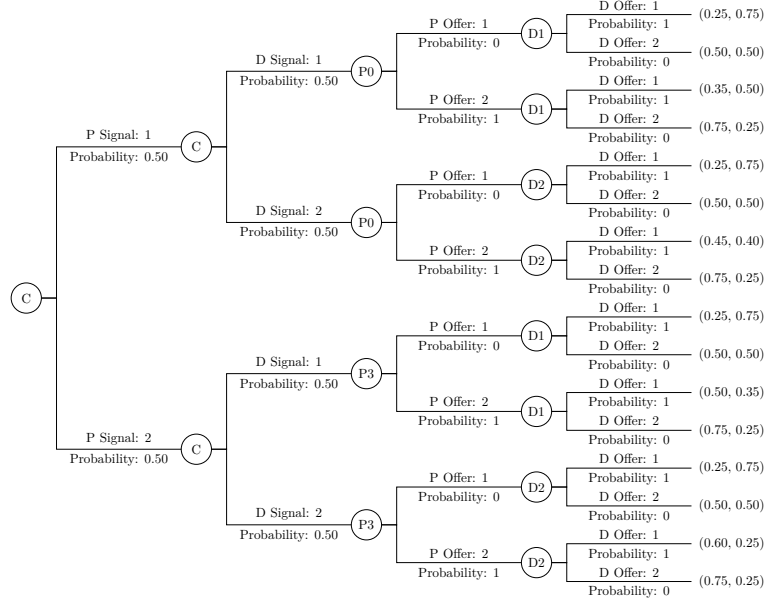 D Offer: 1
(0.25, 0.75)
P Offer: 1
Probability: 1
D1
Probability: 0
D Offer: 2
(0.50, 0.50)
Probability: 0
D Signal: 1
P0
Probability: 0.50
D Offer: 1
(0.35, 0.50)
P Offer: 2
Probability: 1
D1
Probability: 1
D Offer: 2
(0.75, 0.25)
Probability: 0
P Signal: 1
C
Probability: 0.50
D Offer: 1
(0.25, 0.75)
P Offer: 1
Probability: 1
D2
Probability: 0
D Offer: 2
(0.50, 0.50)
Probability: 0
D Signal: 2
P0
Probability: 0.50
D Offer: 1
(0.45, 0.40)
P Offer: 2
Probability: 1
D2
Probability: 1
D Offer: 2
(0.75, 0.25)
Probability: 0
C
D Offer: 1
(0.25, 0.75)
P Offer: 1
Probability: 1
D1
Probability: 0
D Offer: 2
(0.50, 0.50)
Probability: 0
D Signal: 1
P3
Probability: 0.50
D Offer: 1
(0.50, 0.35)
P Offer: 2
Probability: 1
D1
Probability: 1
D Offer: 2
(0.75, 0.25)
Probability: 0
P Signal: 2
C
Probability: 0.50
D Offer: 1
(0.25, 0.75)
P Offer: 1
Probability: 1
D2
Probability: 0
D Offer: 2
(0.50, 0.50)
Probability: 0
D Signal: 2
P3
Probability: 0.50
D Offer: 1
(0.60, 0.25)
P Offer: 2
Probability: 1
D2
Probability: 1
D Offer: 2
(0.75, 0.25)
Probability: 0